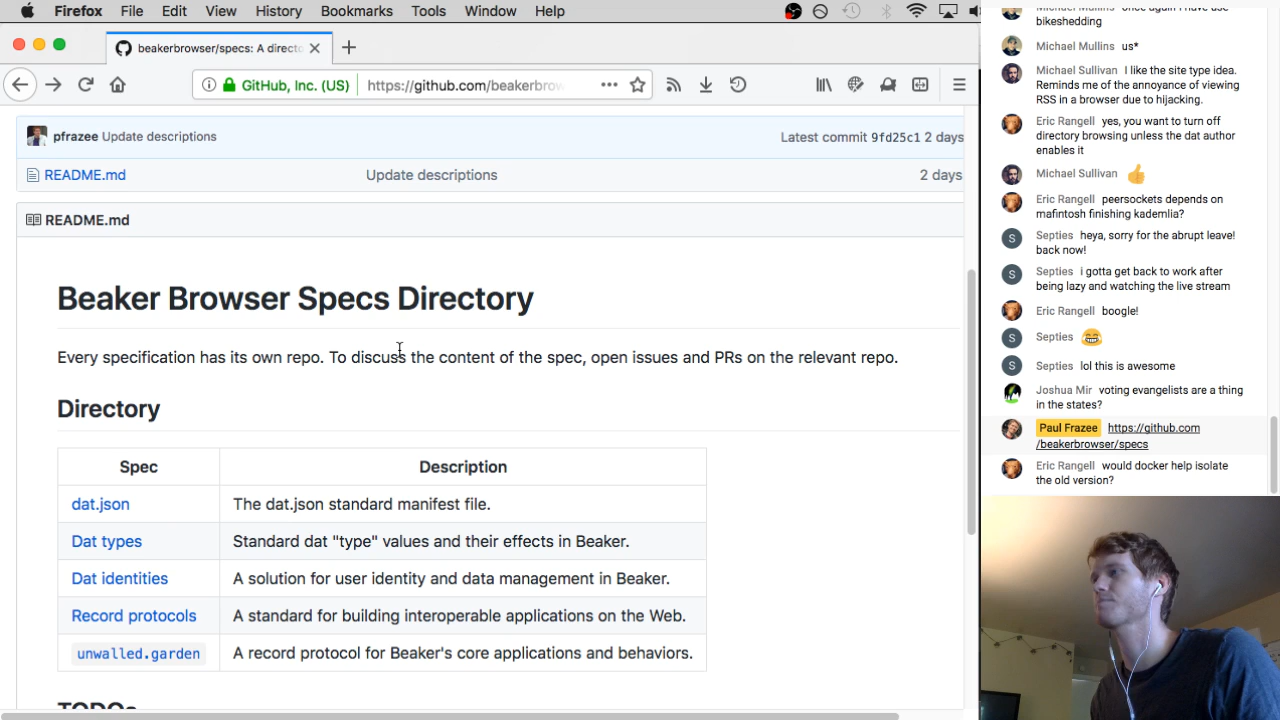 Firefox File Edit View History Bookmarks Tools Window Help
beakerbrowser/specs: A directo
GitHub, Inc. (US) https://github.com/beakerbrow
pfrazee Update descriptions Latest commit 9fd25c1 2 days
README.md Update descriptions 2 days
README.md
Beaker Browser Specs Directory
Every specification has its own repo. To discuss the content of the spec, open issues and PRs on the relevant repo.
Directory
Spec Description
dat.json The dat.json standard manifest file.
Dat types Standard dat "type" values and their effects in Beaker.
Dat identities A solution for user identity and data management in Beaker.
Record protocols A standard for building interoperable applications on the Web.
unwalled.garden A record protocol for Beaker's core applications and behaviors.
TODOs
Michael Mullins once again I have use
bikeshedding
Michael Mullins us*
Michael Sullivan I like the site type idea.
Reminds me of the annoyance of viewing
RSS in a browser due to hijacking.
Eric Rangell yes, you want to turn off
directory browsing unless the dat author
enables it
Michael Sullivan 👍
Eric Rangell peersockets depends on
mafintosh finishing kademlia?
S Septies heya, sorry for the abrupt leave!
back now!
S Septies i gotta get back to work after
being lazy and watching the live stream
Eric Rangell boogle!
S Septies 😂
S Septies lol this is awesome
Joshua Mir voting evangelists are a thing
in the states?
Paul Frazee https://github.com
/beakerbrowser/specs
Eric Rangell would docker help isolate
the old version?